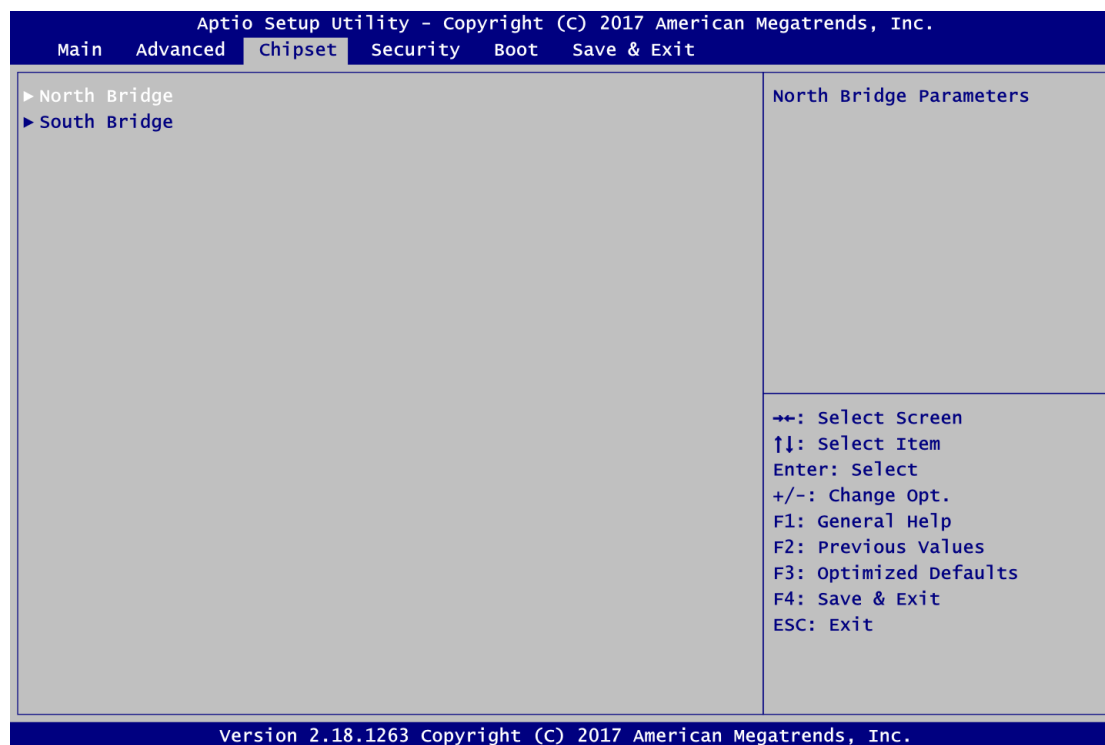 Aptio Setup Utility - Copyright (C) 2017 American Megatrends, Inc.
Main Advanced Chipset Security Boot Save & Exit
►North Bridge
►South Bridge
North Bridge Parameters
→←: Select Screen
↑↓: Select Item
Enter: Select
+/-: Change Opt.
F1: General Help
F2: Previous Values
F3: Optimized Defaults
F4: Save & Exit
ESC: Exit
Version 2.18.1263 Copyright (C) 2017 American Megatrends, Inc.